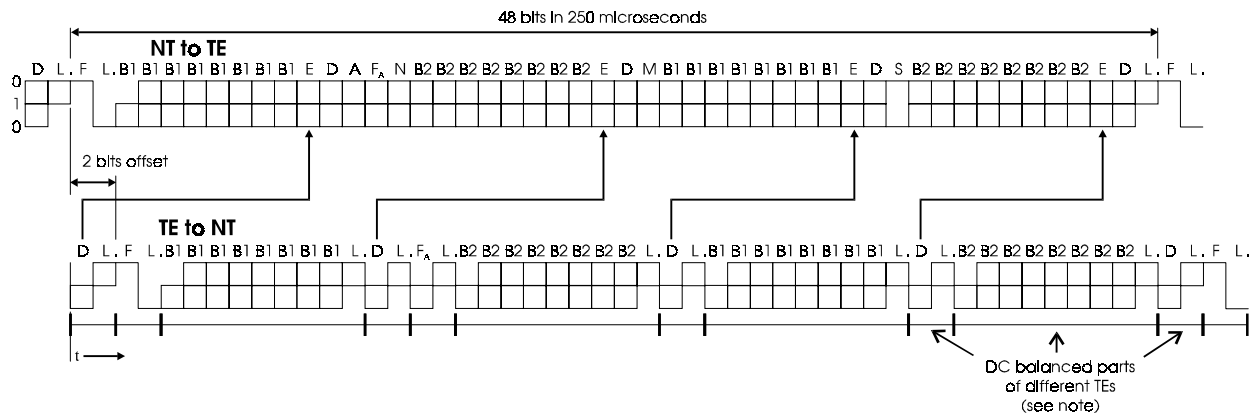 48 bits in 250 microseconds
NT to TE
D L. F L. B1 B1 B1 B1 B1 B1 B1 B1 E D A FA N B2 B2 B2 B2 B2 B2 B2 B2 E D M B1 B1 B1 B1 B1 B1 B1 B1 E D S B2 B2 B2 B2 B2 B2 B2 B2 E D L. F L.
0
1
0
2 bits offset
TE to NT
D L. F L. B1 B1 B1 B1 B1 B1 B1 B1 L. D L. FA L. B2 B2 B2 B2 B2 B2 B2 B2 L. D L. B1 B1 B1 B1 B1 B1 B1 B1 L. D L. B2 B2 B2 B2 B2 B2 B2 B2 L. D L. F L.
t
DC balanced parts
of different TEs
(see note)